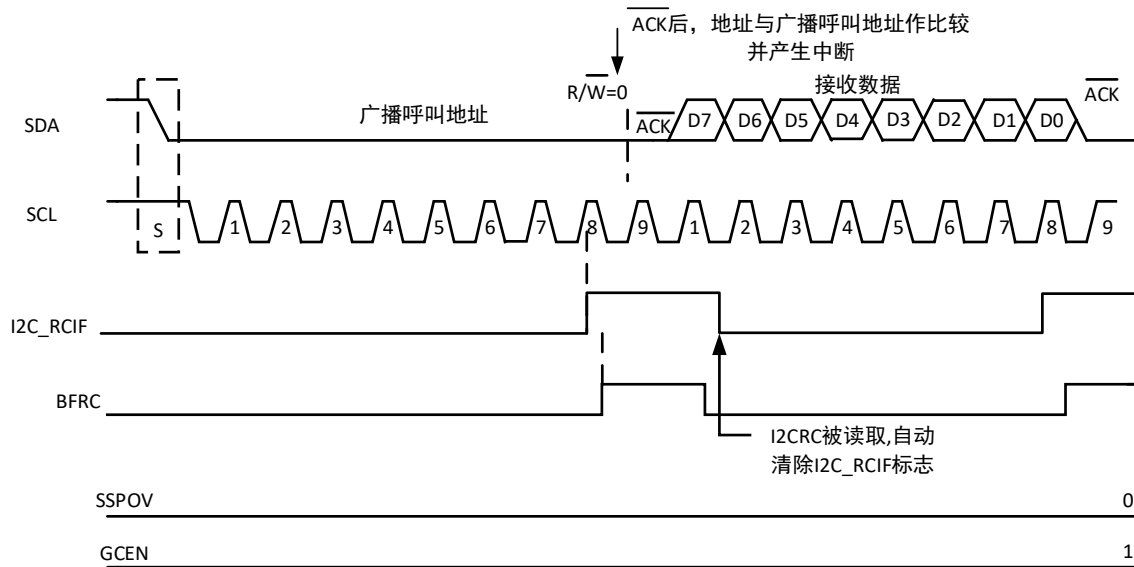 ACK后，地址与广播呼叫地址作比较
并产生中断
R/W=0
接收数据
ACK
SDA
广播呼叫地址
ACK
D7 D6 D5 D4 D3 D2 D1 D0
SCL
S
1 2 3 4 5 6 7 8 9 1 2 3 4 5 6 7 8 9
I2C_RCIF
BFRC
I2CRC被读取,自动
清除I2C_RCIF标志
SSPOV
0
GCEN
1